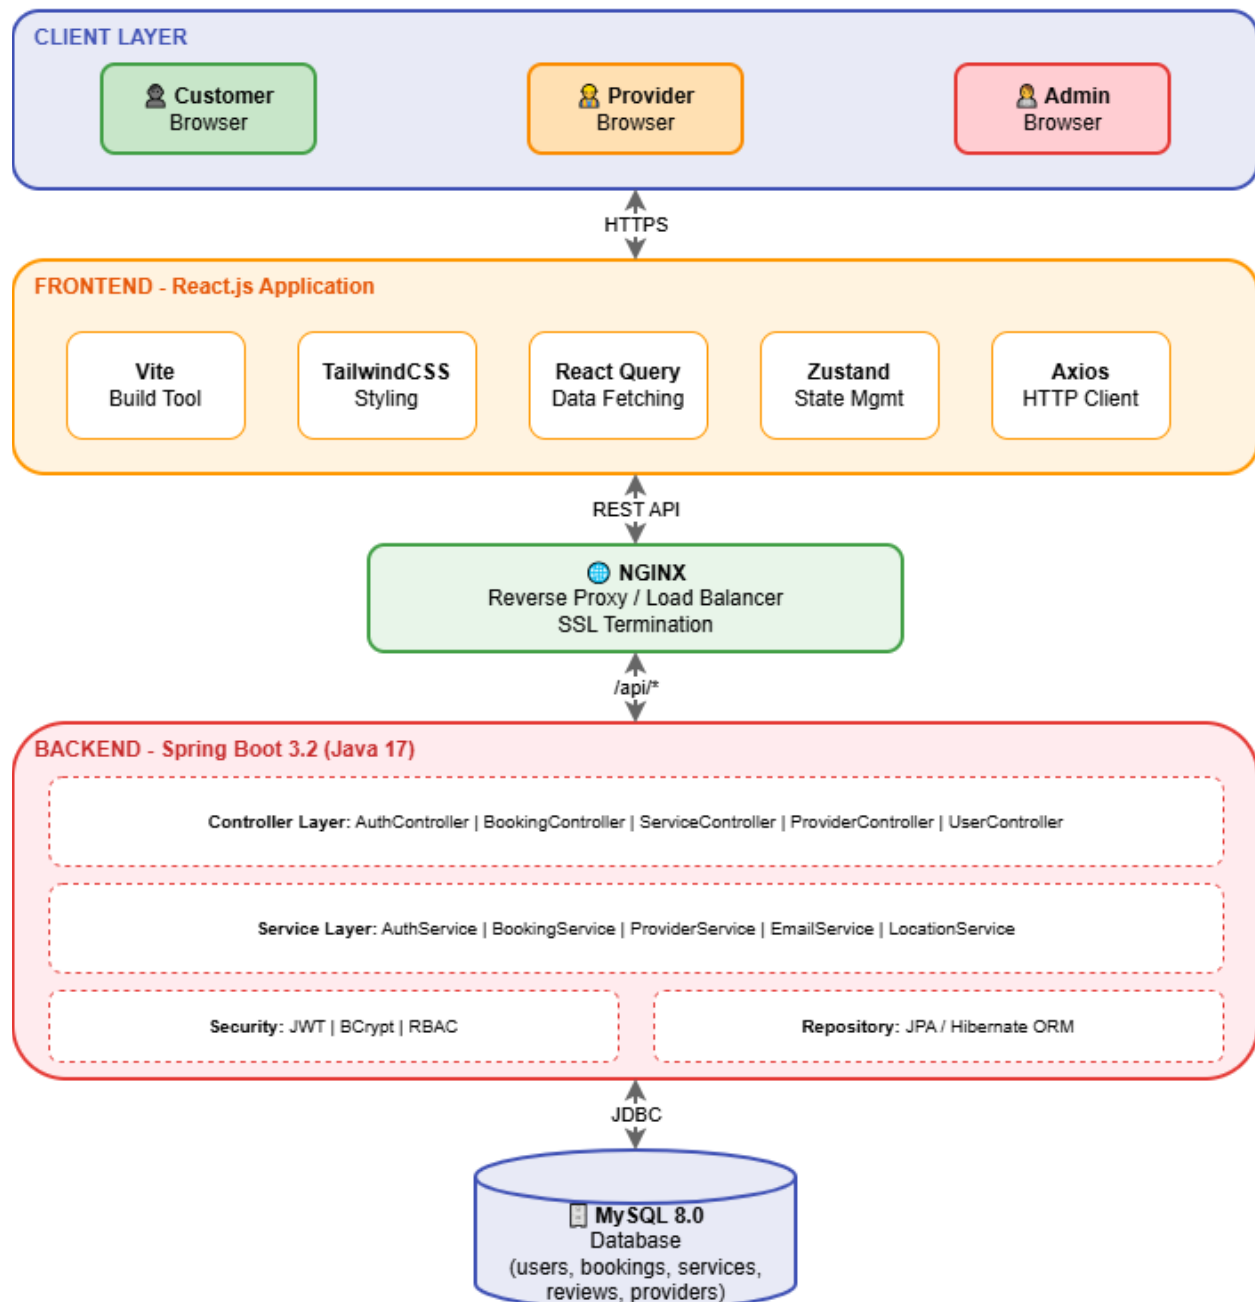 CLIENT LAYER
Customer
Browser
Provider
Browser
Admin
Browser
HTTPS
FRONTEND - React.js Application
Vite
Build Tool
TailwindCSS
Styling
React Query
Data Fetching
Zustand
State Mgmt
Axios
HTTP Client
REST API
NGINX
Reverse Proxy / Load Balancer
SSL Termination
/api/*
BACKEND - Spring Boot 3.2 (Java 17)
Controller Layer: AuthController | BookingController | ServiceController | ProviderController | UserController
Service Layer: AuthService | BookingService | ProviderService | EmailService | LocationService
Security: JWT | BCrypt | RBAC
Repository: JPA / Hibernate ORM
JDBC
MySQL 8.0
Database
(users, bookings, services,
reviews, providers)